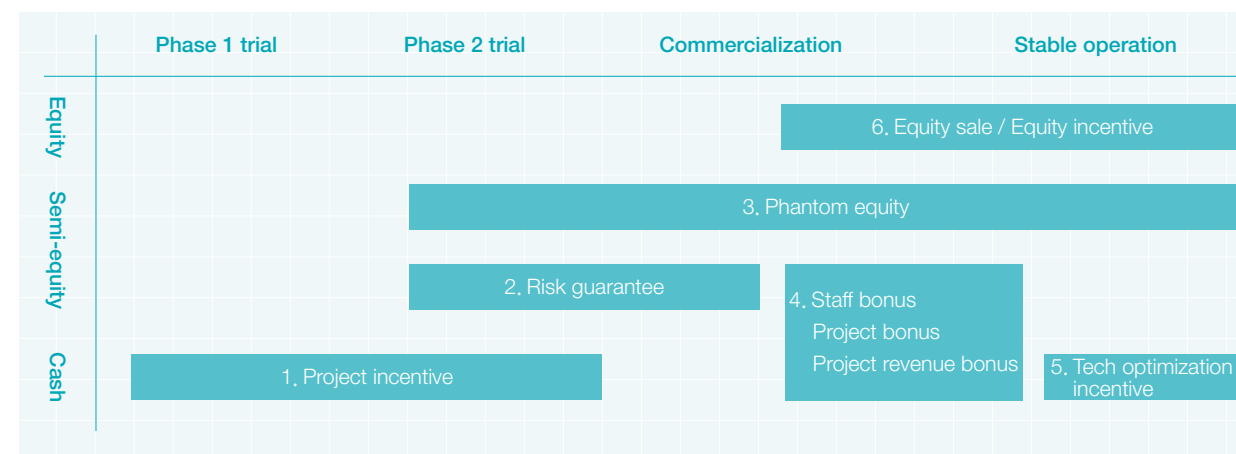 Phase 1 trial
Phase 2 trial
Commercialization
Stable operation
Equity
6. Equity sale / Equity incentive
Semi-equity
3. Phantom equity
2. Risk guarantee
4. Staff bonus
Project bonus
Project revenue bonus
Cash
1. Project incentive
5. Tech optimization
incentive